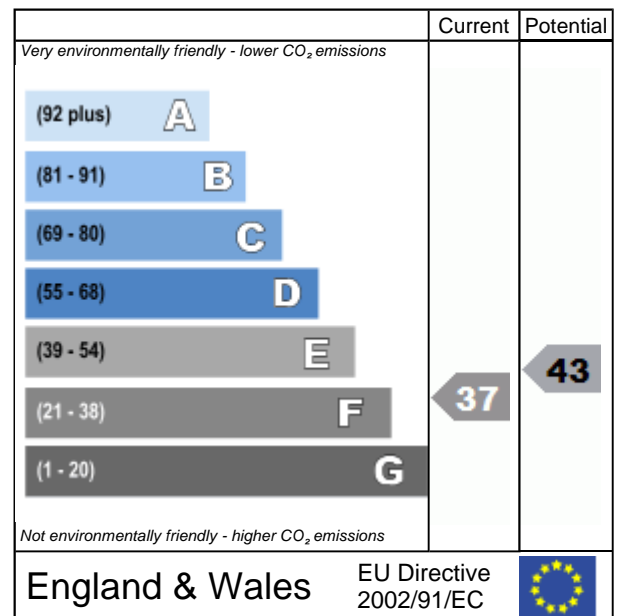 Current Potential
Very environmentally friendly - lower CO₂ emissions
(92 plus) A
(81 - 91) B
(69 - 80) C
(55 - 68) D
(39 - 54) E
43
(21 - 38) F
37
(1 - 20) G
Not environmentally friendly - higher CO₂ emissions
England & Wales
EU Directive
2002/91/EC